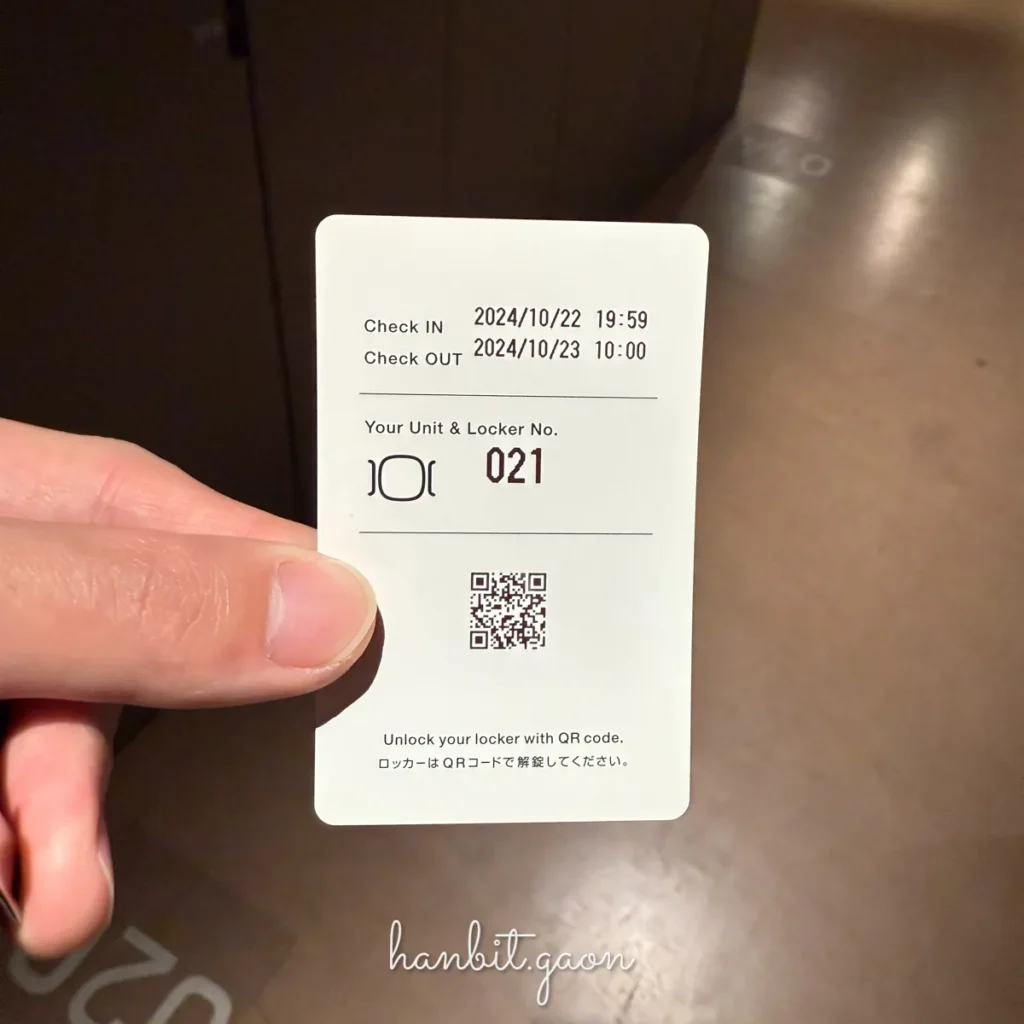 Check IN 2024/10/22 19:59
Check OUT 2024/10/23 10:00
Your Unit & Locker No.
021
Unlock your locker with QR code.
ロッカーはQRコードで解錠してください。
hanbit.gaon